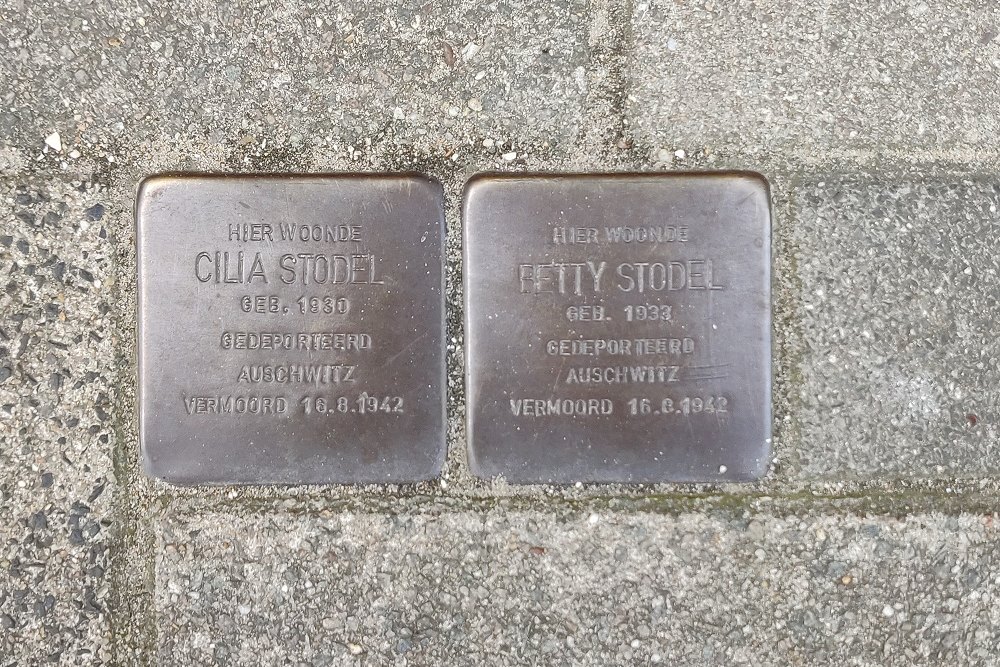 HIER WOONDE
CILIA STODEL
GEB. 1930
GEDEPORTEERD
AUSCHWITZ
VERMOORD 16.8.1942
HIER WOONDE
BETTY STODEL
GEB. 1933
GEDEPORTEERD
AUSCHWITZ
VERMOORD 16.8.1942